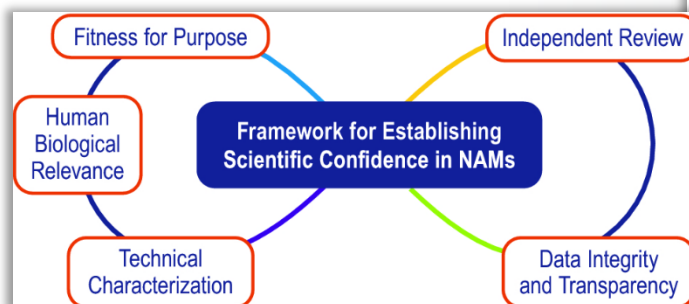 Fitness for Purpose
Independent Review
Human
Biological
Relevance
Framework for Establishing
Scientific Confidence in NAMs
Technical
Characterization
Data Integrity
and Transparency